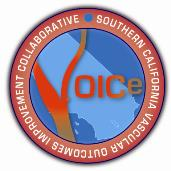 SOUTHERN CALIFORNIA VASCULAR OUTCOMES IMPROVEMENT COLLABORATIVE
VOICe